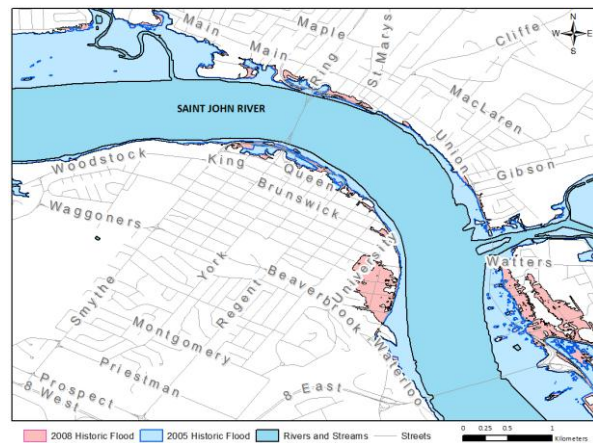 Main
Maple
Main
Ring
St-Marys
Cliffe
N
W E
S
SAINT JOHN RIVER
MacLaren
Union
Gibson
Woodstock
King
Queen
Brunswick
Waggoners
Watters
University
York
Beaverbrook
Smythe
Regent
Waterloo
Montgomery
Priestman
Prospect
8 West
8 East
2008 Historic Flood 2005 Historic Flood Rivers and Streams Streets 0 0.25 0.5 1
Kilometers